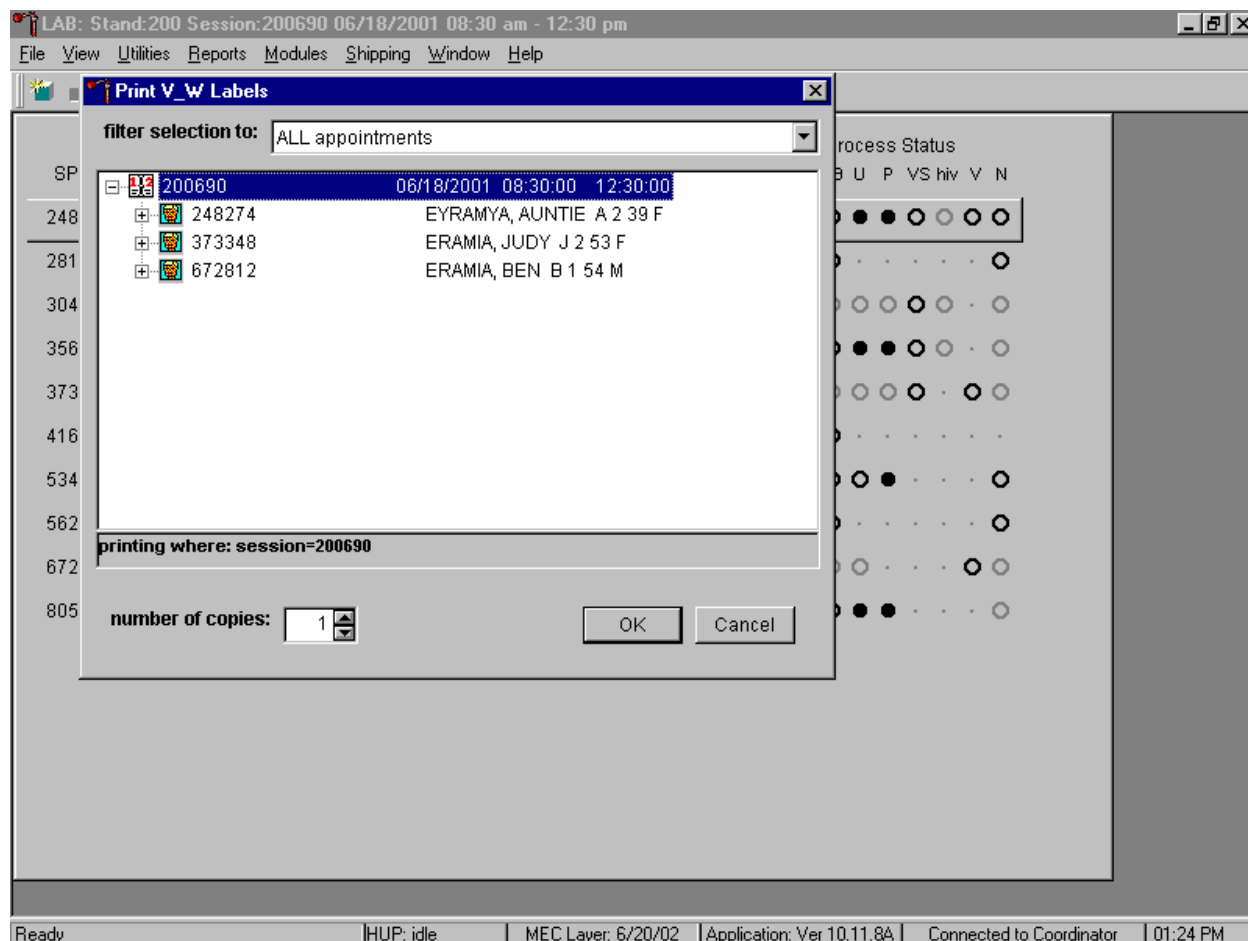 LAB: Stand:200 Session:200690 06/18/2001 08:30 am - 12:30 pm
File View Utilities Reports Modules Shipping Window Help
Print V_W Labels
filter selection to: ALL appointments
rocess Status
SP U P VS hiv V N
200690 06/18/2001 08:30:00 12:30:00
248 248274 EYRAMYA, AUNTIE A 2 39 F
373348 ERAMIA, JUDY J 2 53 F
281 672812 ERAMIA, BEN B 1 54 M
304
356
373
416
534
562
printing where: session=200690
672
805 number of copies: 1 OK Cancel
Ready HUP: idle MEC Layer: 6/20/02 Application: Ver 10.11.8A Connected to Coordinator 01:24 PM